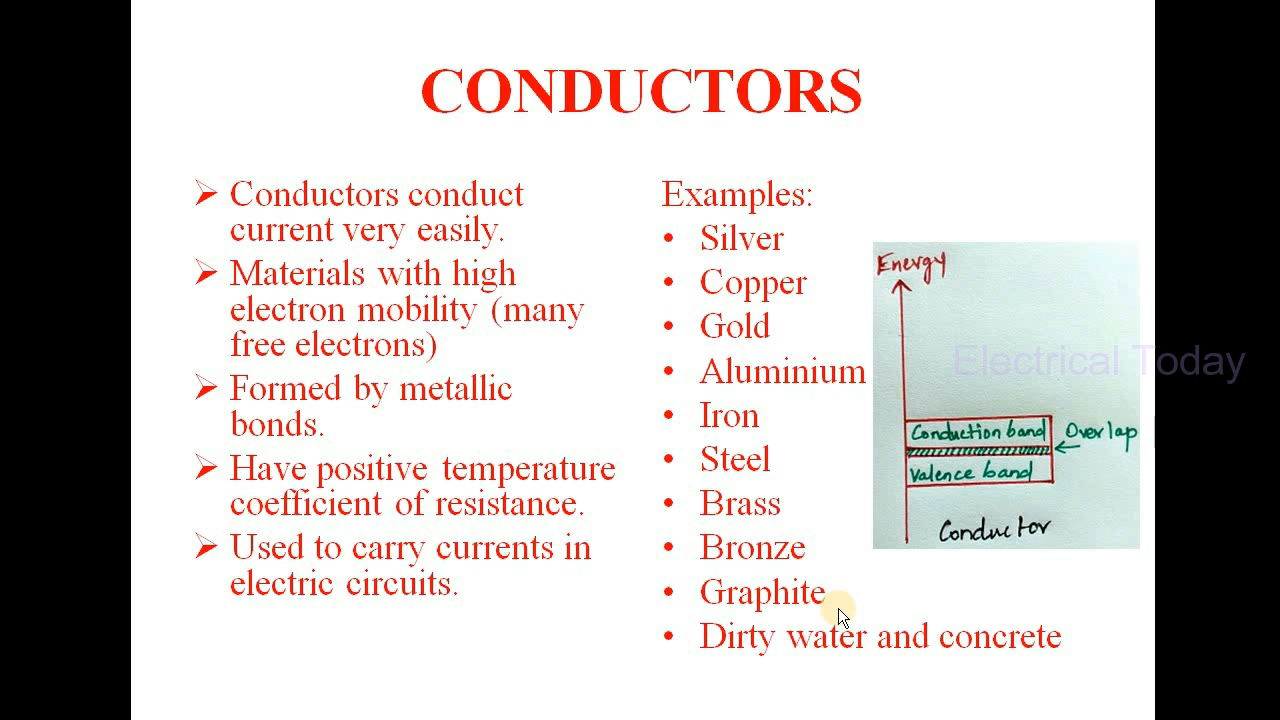 CONDUCTORS
➢ Conductors conduct
current very easily.
➢ Materials with high
electron mobility (many
free electrons)
➢ Formed by metallic
bonds.
➢ Have positive temperature
coefficient of resistance.
➢ Used to carry currents in
electric circuits.
Examples:
• Silver
• Copper
• Gold
• Aluminium
• Iron
• Steel
• Brass
• Bronze
• Graphite
• Dirty water and concrete
Energy
Electrical Today
Conduction band
Overlap
Valence band
Conductor